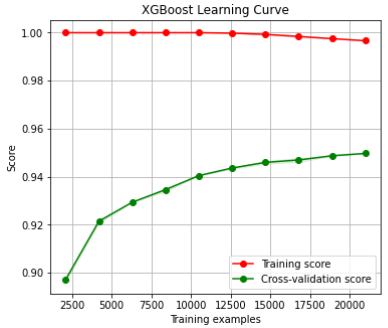 XGBoost Learning Curve
1.00
0.98
0.96
0.94
0.92
0.90
Score
Training score
Cross-validation score
2500 5000 7500 10000 12500 15000 17500 20000
Training examples